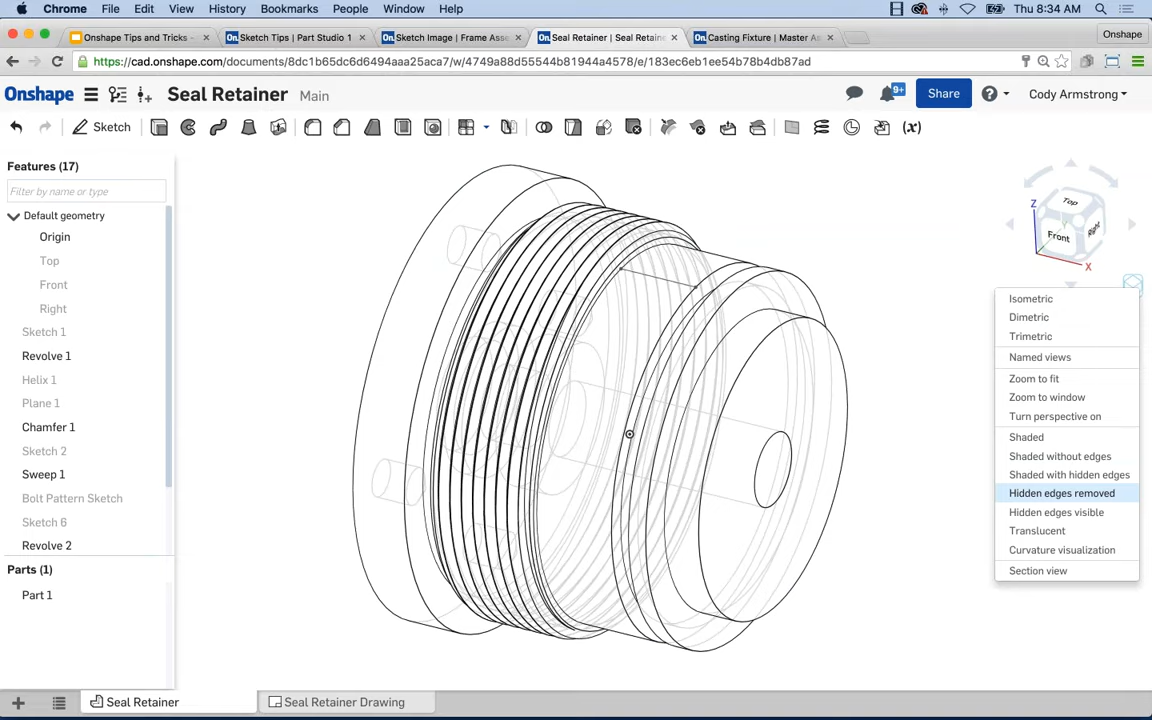 Chrome File Edit View History Bookmarks People Window Help Thu 8:34 AM
Onshape Tips and Tricks - Sketch Tips | Part Studio 1 Sketch Image | Frame Asse Seal Retainer | Seal Retaine Casting Fixture | Master As Onshape
https://cad.onshape.com/documents/8dc1b65dc6d6494aaa25aca7/w/4749a88d55544b81944a4578/e/183ec6eb1ee54b78b4db87ad
Onshape Seal Retainer Main 9+ Share Cody Armstrong
Sketch (x)
Features (17)
Filter by name or type
Default geometry
Origin
Top
Front
Right
Sketch 1
Revolve 1
Helix 1
Plane 1
Chamfer 1
Sketch 2
Sweep 1
Bolt Pattern Sketch
Sketch 6
Revolve 2
Parts (1)
Part 1
Z
Top
Front
Right
X
Isometric
Dimetric
Trimetric
Named views
Zoom to fit
Zoom to window
Turn perspective on
Shaded
Shaded without edges
Shaded with hidden edges
Hidden edges removed
Hidden edges visible
Translucent
Curvature visualization
Section view
Seal Retainer Seal Retainer Drawing